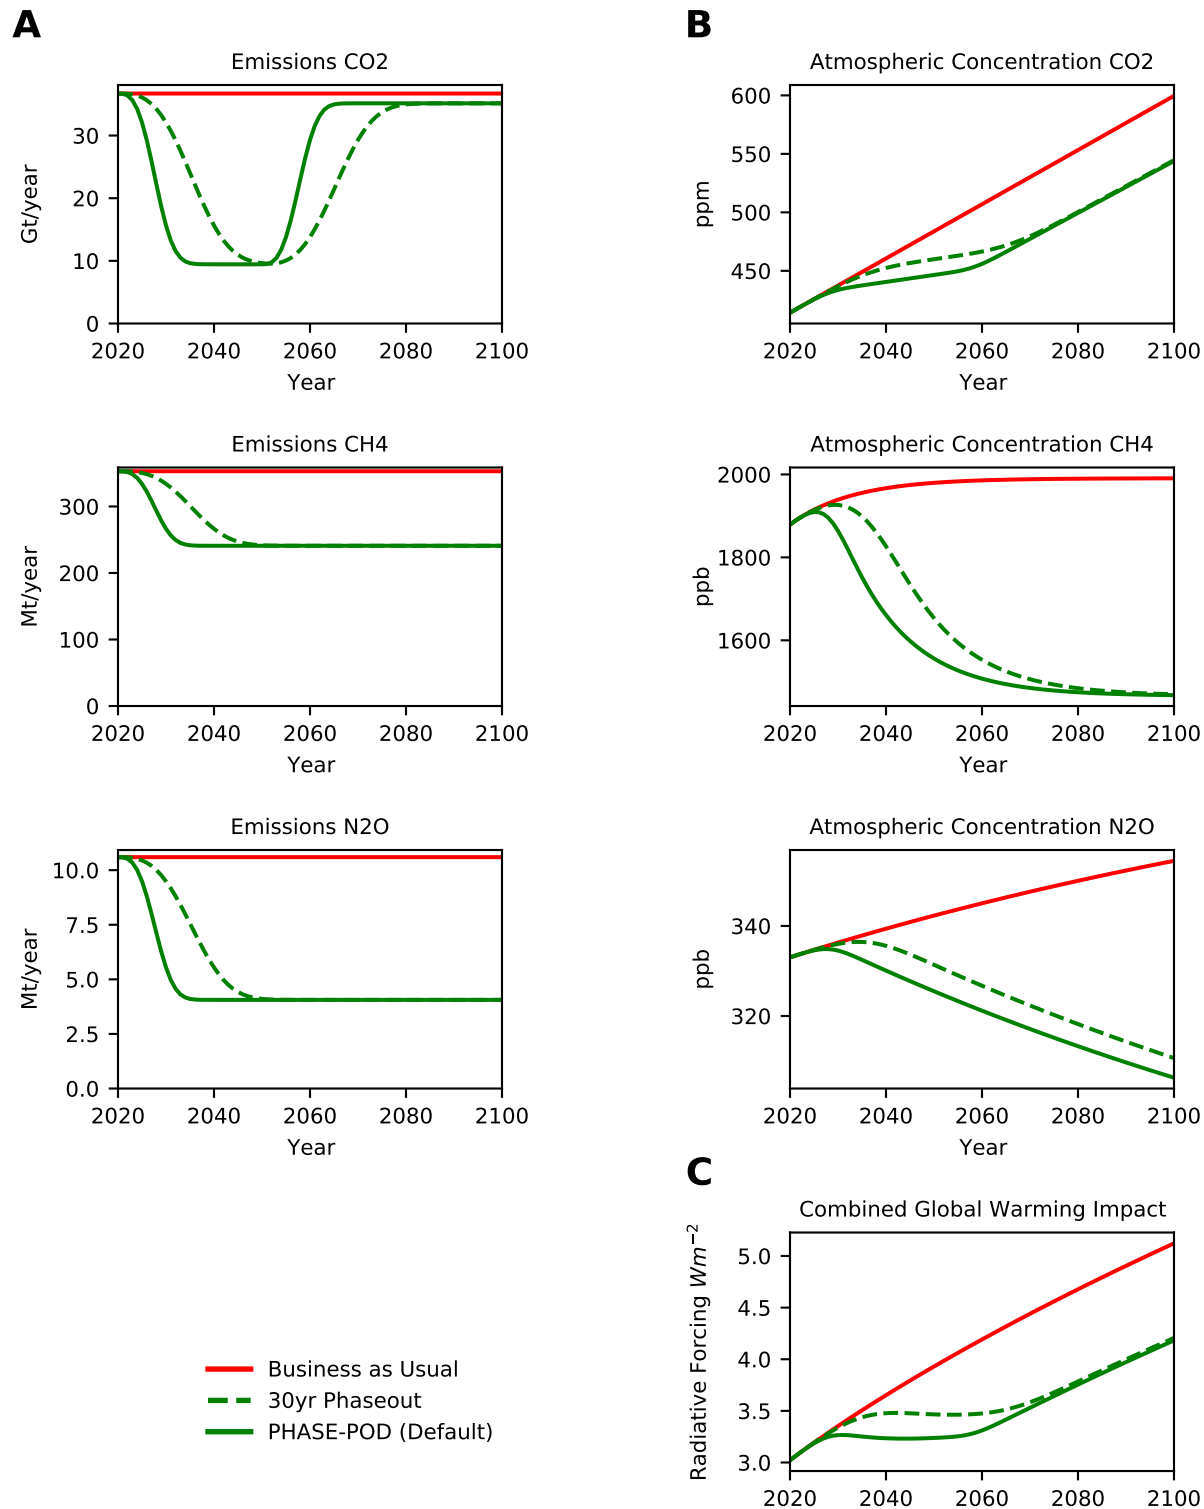 A
B
Emissions CO2
Atmospheric Concentration CO2
Gt/year
30
20
10
0
2020 2040 2060 2080 2100
Year
ppm
600
550
500
450
2020 2040 2060 2080 2100
Year
Emissions CH4
Atmospheric Concentration CH4
Mt/year
300
200
100
0
2020 2040 2060 2080 2100
Year
ppb
2000
1800
1600
2020 2040 2060 2080 2100
Year
Emissions N2O
Atmospheric Concentration N2O
Mt/year
10.0
7.5
5.0
2.5
0.0
2020 2040 2060 2080 2100
Year
ppb
340
320
2020 2040 2060 2080 2100
Year
C
Combined Global Warming Impact
Radiative Forcing Wm⁻²
5.0
4.5
4.0
3.5
3.0
2020 2040 2060 2080 2100
Business as Usual
30yr Phaseout
PHASE-POD (Default)